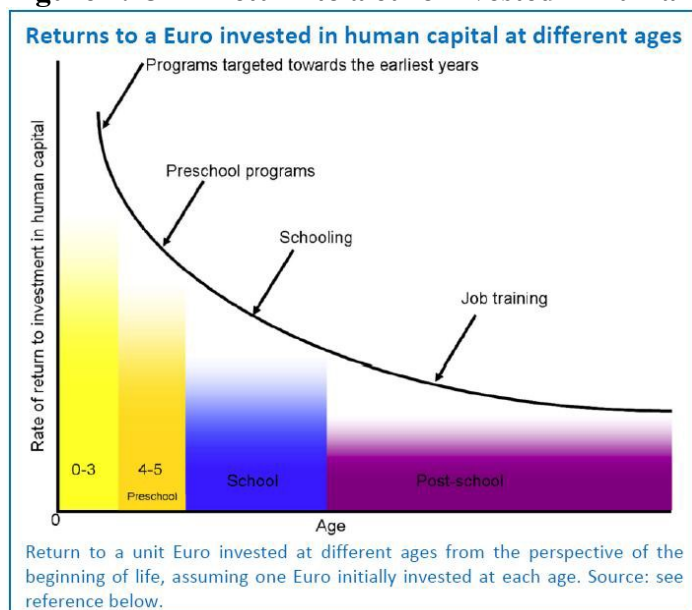 Returns to a Euro invested in human capital at different ages
Programs targeted towards the earliest years
Preschool programs
Schooling
Job training
Rate of return to investment in human capital
0-3
4-5
Preschool
School
Post-school
0
Age
Return to a unit Euro invested at different ages from the perspective of the
beginning of life, assuming one Euro initially invested at each age. Source: see
reference below.